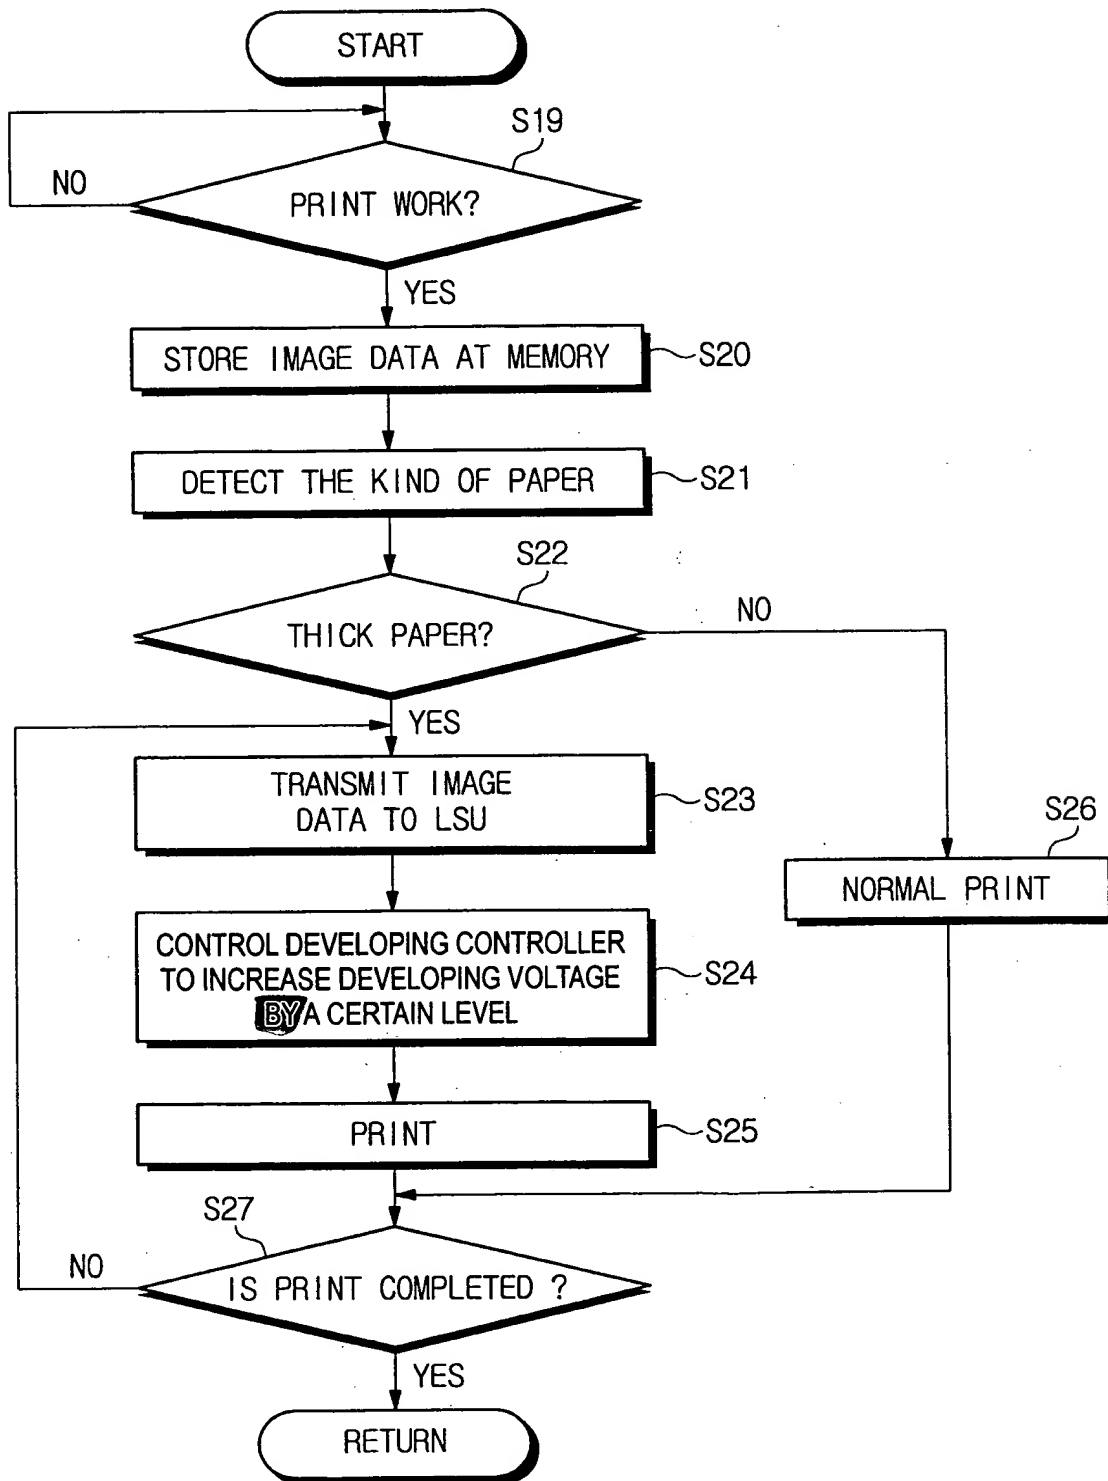 START
S19
NO
PRINT WORK?
YES
STORE IMAGE DATA AT MEMORY
S20
DETECT THE KIND OF PAPER
S21
S22
NO
THICK PAPER?
YES
TRANSMIT IMAGE
DATA TO LSU
S23
S26
NORMAL PRINT
CONTROL DEVELOPING CONTROLLER
TO INCREASE DEVELOPING VOLTAGE
BY A CERTAIN LEVEL
S24
PRINT
S25
S27
NO
IS PRINT COMPLETED ?
YES
RETURN